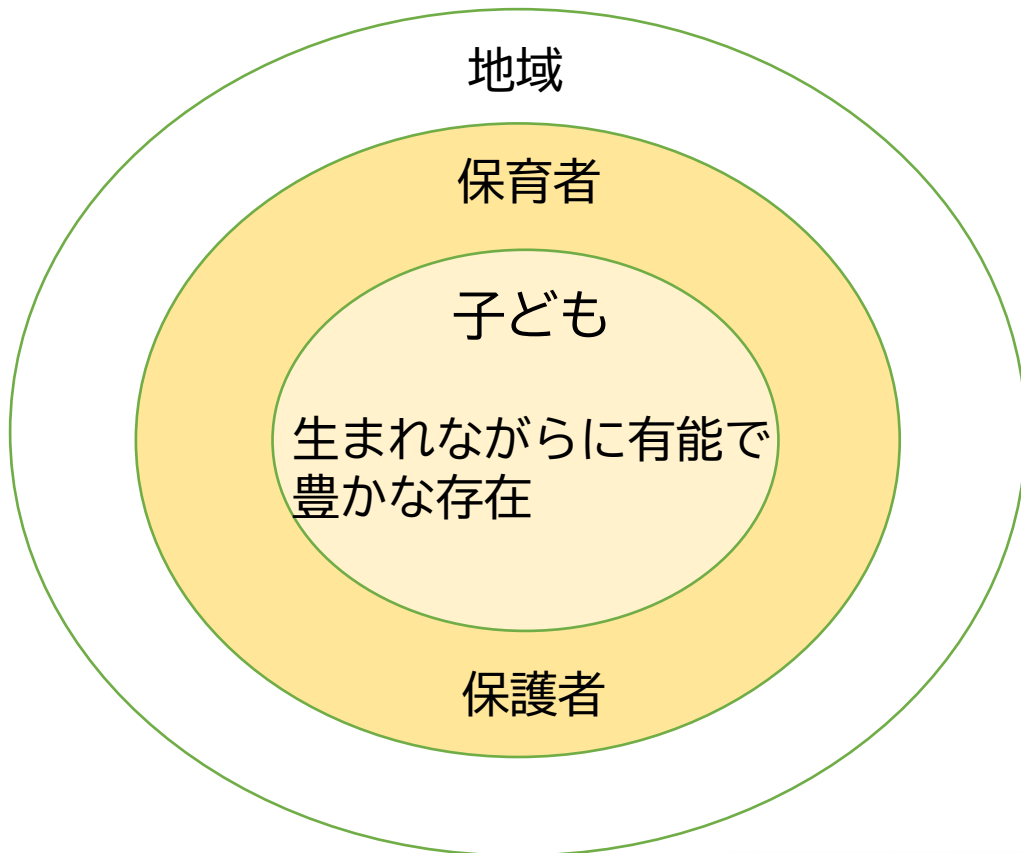 地域
保育者
子ども
生まれながらに有能で
豊かな存在
保護者